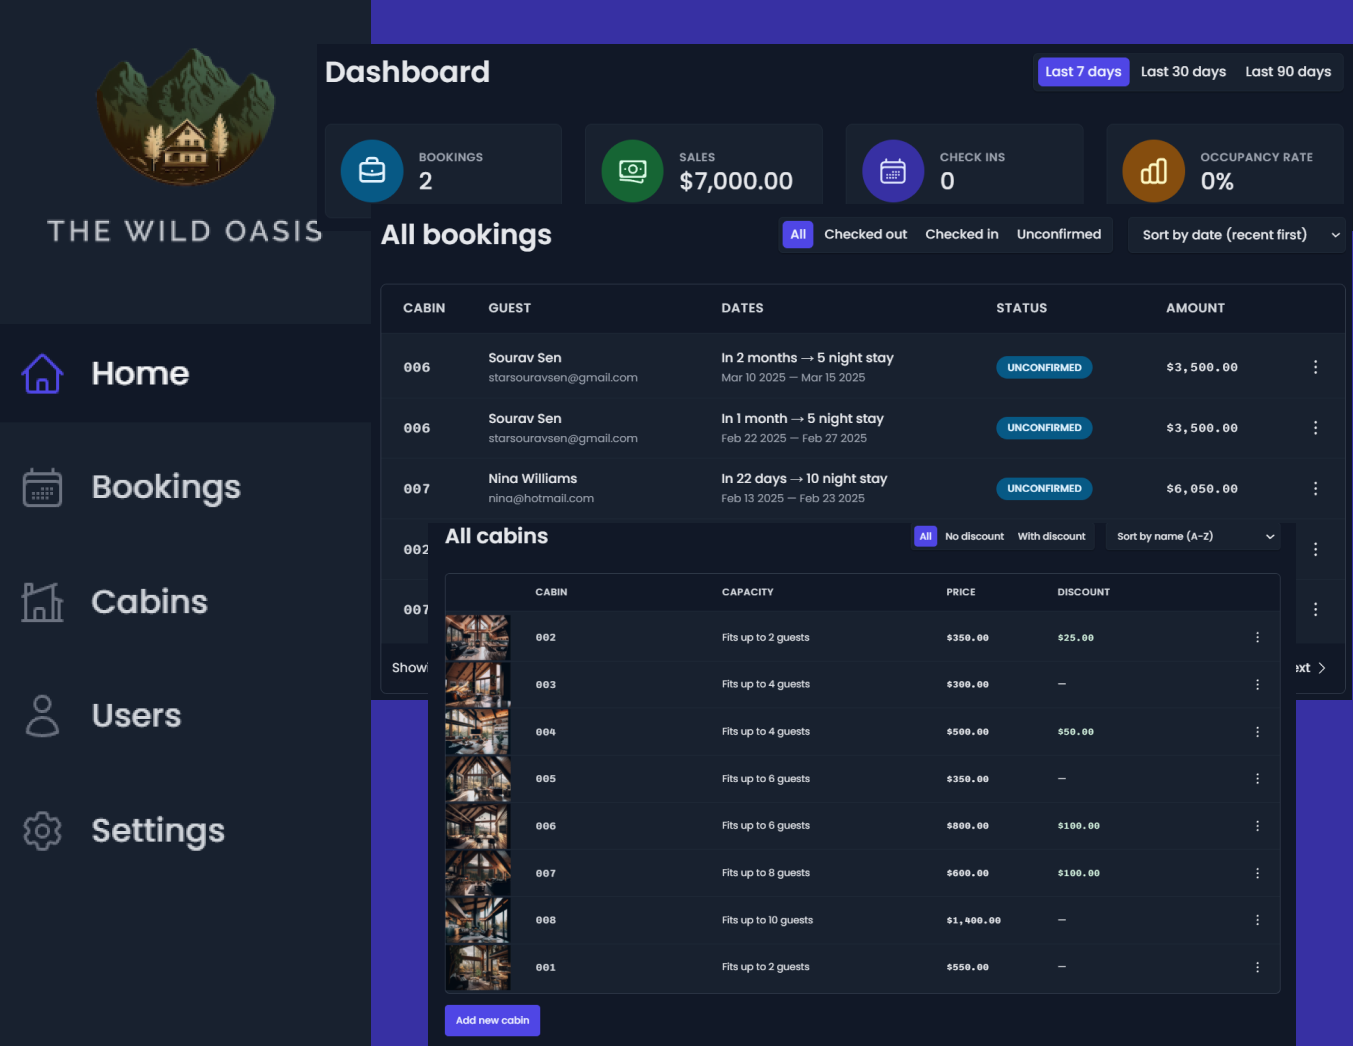 THE WILD OASIS
Home
Bookings
Cabins
Users
Settings
Dashboard
Last 7 days Last 30 days Last 90 days
BOOKINGS
2
SALES
$7,000.00
CHECK INS
0
OCCUPANCY RATE
0%
All bookings
All Checked out Checked in Unconfirmed Sort by date (recent first)
CABIN GUEST DATES STATUS AMOUNT
006 Sourav Sen In 2 months → 5 night stay UNCONFIRMED $3,500.00
starsouravsen@gmail.com Mar 10 2025 — Mar 15 2025
006 Sourav Sen In 1 month → 5 night stay UNCONFIRMED $3,500.00
starsouravsen@gmail.com Feb 22 2025 — Feb 27 2025
007 Nina Williams In 22 days → 10 night stay UNCONFIRMED $6,050.00
nina@hotmail.com Feb 13 2025 — Feb 23 2025
002
007
Showi
ext
All cabins
All No discount With discount Sort by name (A-Z)
CABIN CAPACITY PRICE DISCOUNT
002 Fits up to 2 guests $350.00 $25.00
003 Fits up to 4 guests $300.00 —
004 Fits up to 4 guests $500.00 $50.00
005 Fits up to 6 guests $350.00 —
006 Fits up to 6 guests $800.00 $100.00
007 Fits up to 8 guests $600.00 $100.00
008 Fits up to 10 guests $1,400.00 —
001 Fits up to 2 guests $550.00 —
Add new cabin